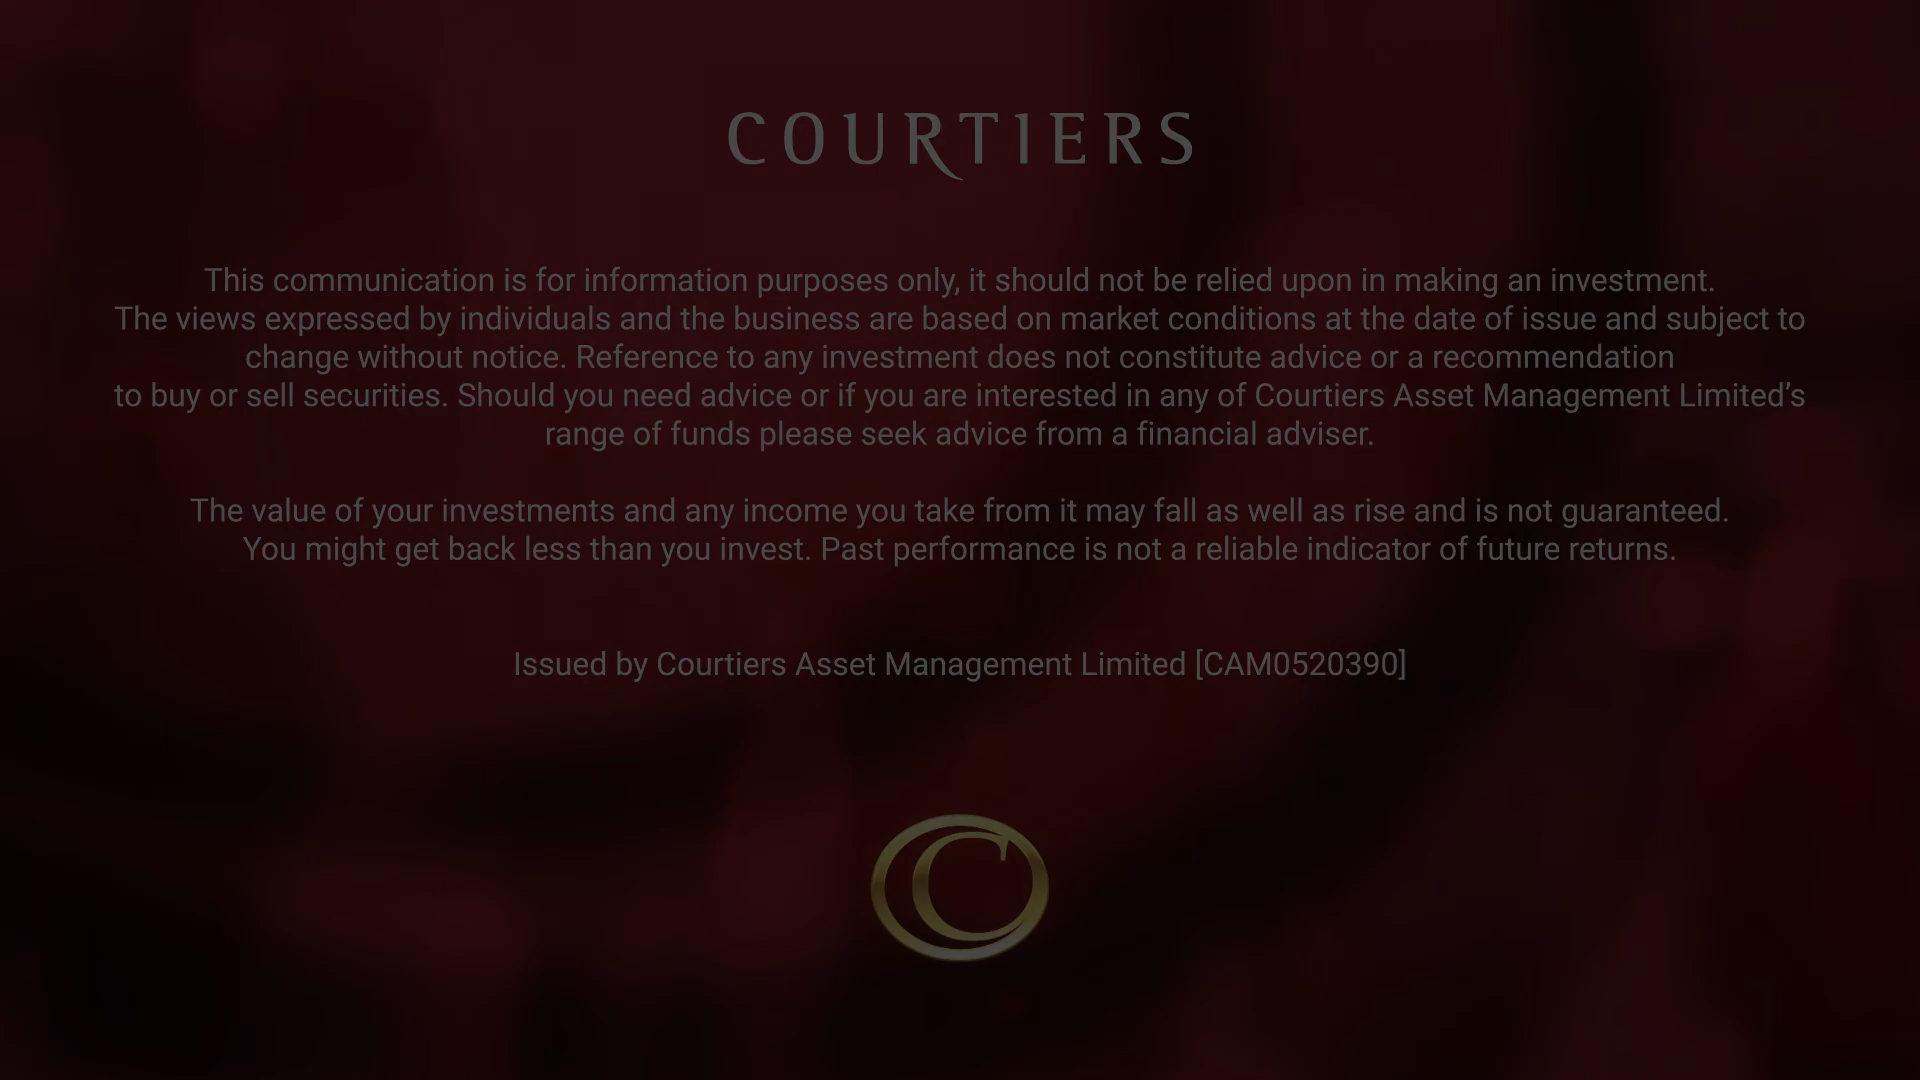 COURTIERS
This communication is for information purposes only, it should not be relied upon in making an investment.
The views expressed by individuals and the business are based on market conditions at the date of issue and subject to
change without notice. Reference to any investment does not constitute advice or a recommendation
to buy or sell securities. Should you need advice or if you are interested in any of Courtiers Asset Management Limited’s
range of funds please seek advice from a financial adviser.
The value of your investments and any income you take from it may fall as well as rise and is not guaranteed.
You might get back less than you invest. Past performance is not a reliable indicator of future returns.
Issued by Courtiers Asset Management Limited [CAM0520390]
C